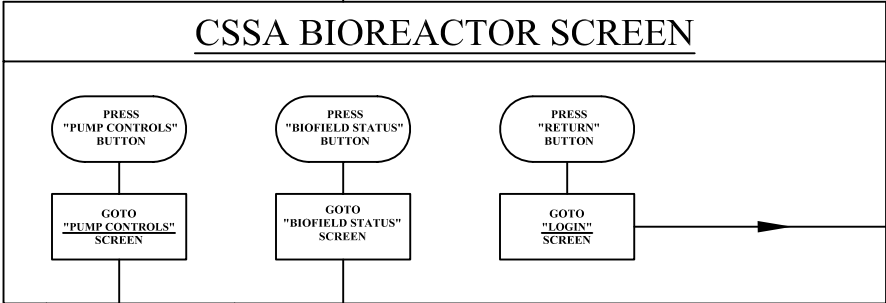 CSSA BIOREACTOR SCREEN
PRESS
"PUMP CONTROLS"
BUTTON
PRESS
"BIOFIELD STATUS"
BUTTON
PRESS
"RETURN"
BUTTON
GOTO
"PUMP CONTROLS"
SCREEN
GOTO
"BIOFIELD STATUS"
SCREEN
GOTO
"LOGIN"
SCREEN